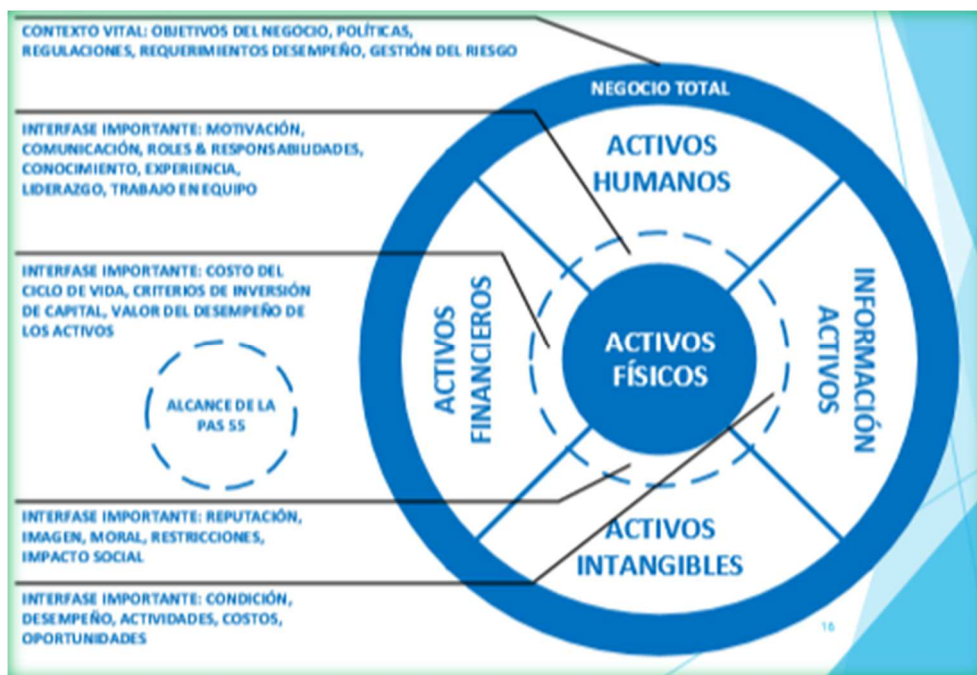 CONTEXTO VITAL: OBJETIVOS DEL NEGOCIO, POLÍTICAS,
REGULACIONES, REQUERIMIENTOS DESEMPEÑO, GESTIÓN DEL RIESGO
INTERFASE IMPORTANTE: MOTIVACIÓN,
COMUNICACIÓN, ROLES & RESPONSABILIDADES,
CONOCIMIENTO, EXPERIENCIA,
LIDERAZGO, TRABAJO EN EQUIPO
INTERFASE IMPORTANTE: COSTO DEL
CICLO DE VIDA, CRITERIOS DE INVERSIÓN
DE CAPITAL, VALOR DEL DESEMPEÑO DE
LOS ACTIVOS
ALCANCE DE LA
PAS 55
INTERFASE IMPORTANTE: REPUTACIÓN,
IMAGEN, MORAL, RESTRICCIONES,
IMPACTO SOCIAL
INTERFASE IMPORTANTE: CONDICIÓN,
DESEMPEÑO, ACTIVIDADES, COSTOS,
OPORTUNIDADES
NEGOCIO TOTAL
ACTIVOS
HUMANOS
ACTIVOS
FINANCIEROS
ACTIVOS
FÍSICOS
INFORMACIÓN
ACTIVOS
ACTIVOS
INTANGIBLES
16